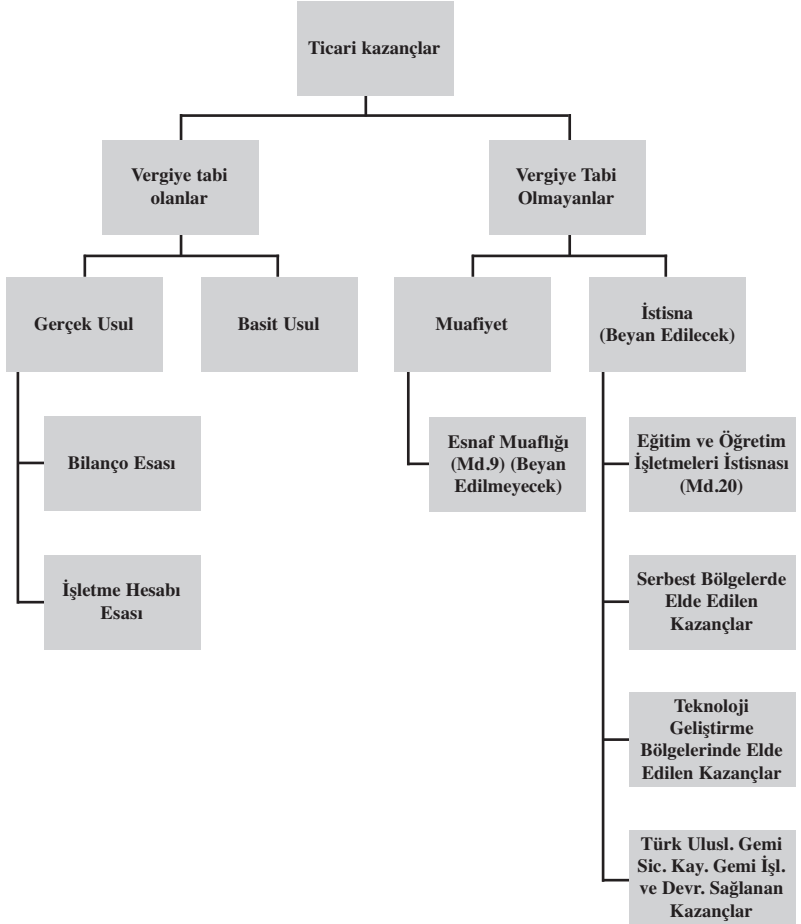 Ticari kazançlar
Vergiye tabi
olanlar
Vergiye Tabi
Olmayanlar
Gerçek Usul
Basit Usul
Muafiyet
İstisna
(Beyan Edilecek)
Bilanço Esası
Esnaf Muaflığı
(Md.9) (Beyan
Edilmeyecek)
Eğitim ve Öğretim
İşletmeleri İstisnası
(Md.20)
İşletme Hesabı
Esası
Serbest Bölgelerde
Elde Edilen
Kazançlar
Teknoloji
Geliştirme
Bölgelerinde Elde
Edilen Kazançlar
Türk Ulusl. Gemi
Sic. Kay. Gemi İşl.
ve Devr. Sağlanan
Kazançlar